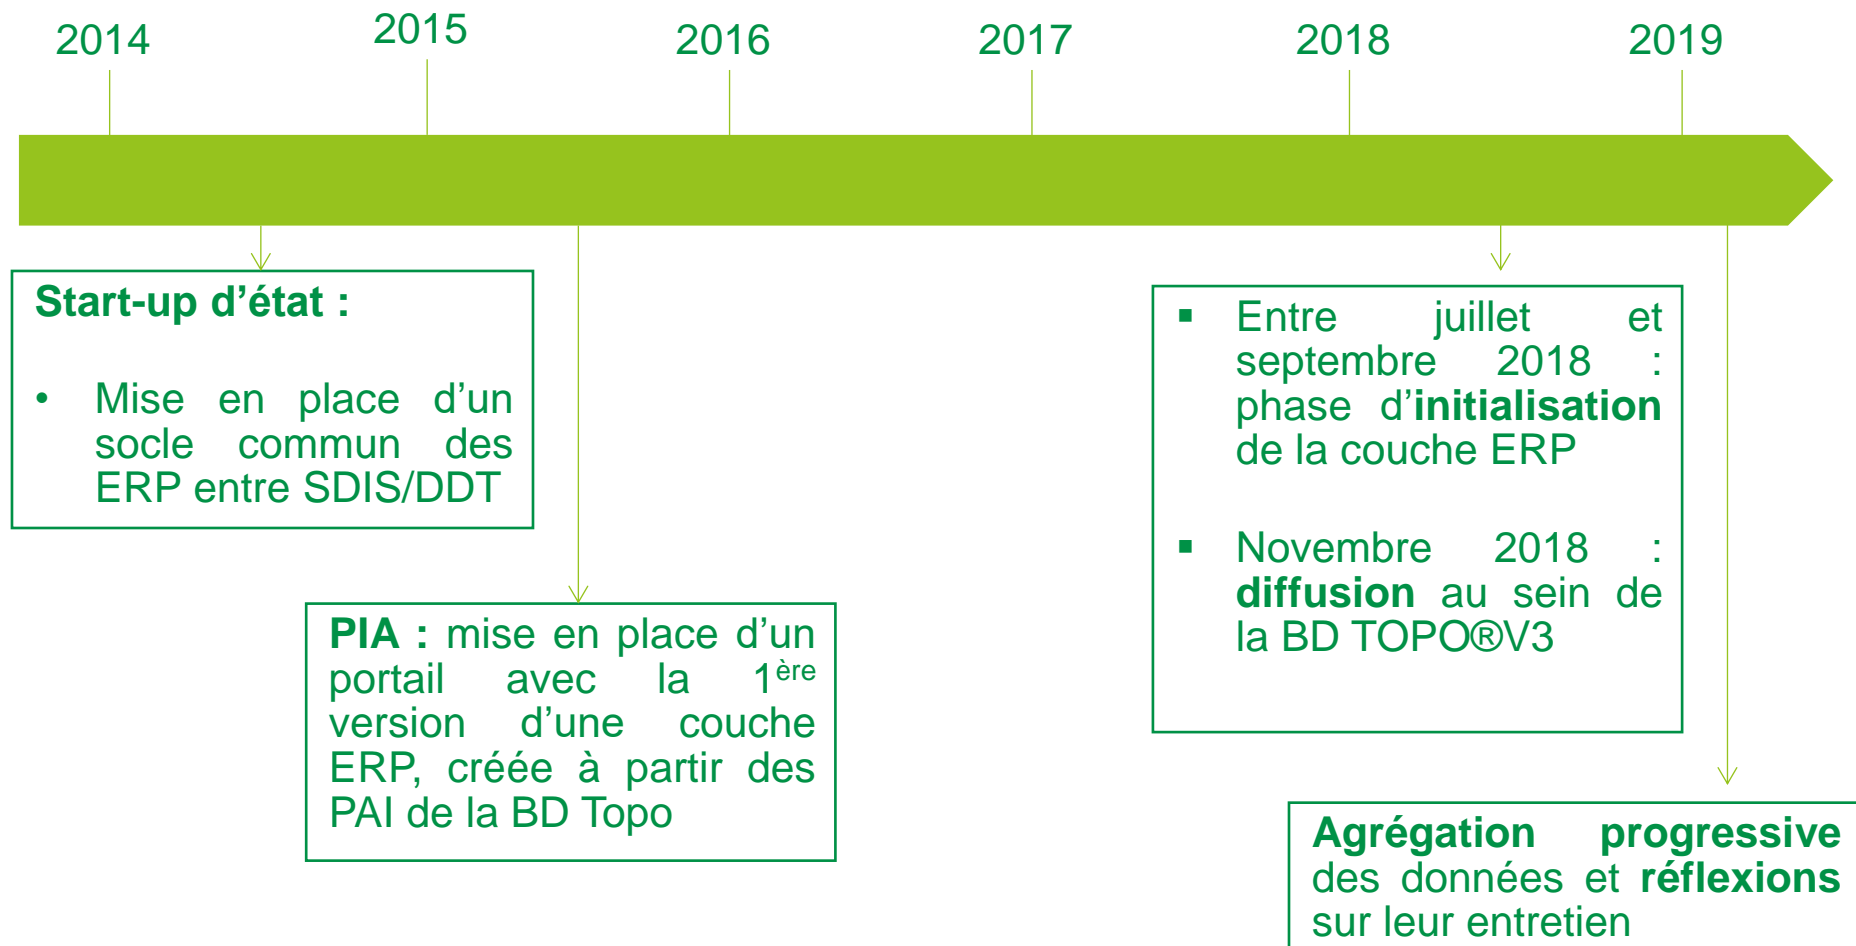 2014 2015 2016 2017 2018 2019
Start-up d’état :
• Mise en place d’un
socle commun des
ERP entre SDIS/DDT
PIA : mise en place d’un
portail avec la 1ère
version d’une couche
ERP, créée à partir des
PAI de la BD Topo
▪ Entre juillet et
septembre 2018 :
phase d’initialisation
de la couche ERP
▪ Novembre 2018 :
diffusion au sein de
la BD TOPO®V3
Agrégation progressive
des données et réflexions
sur leur entretien